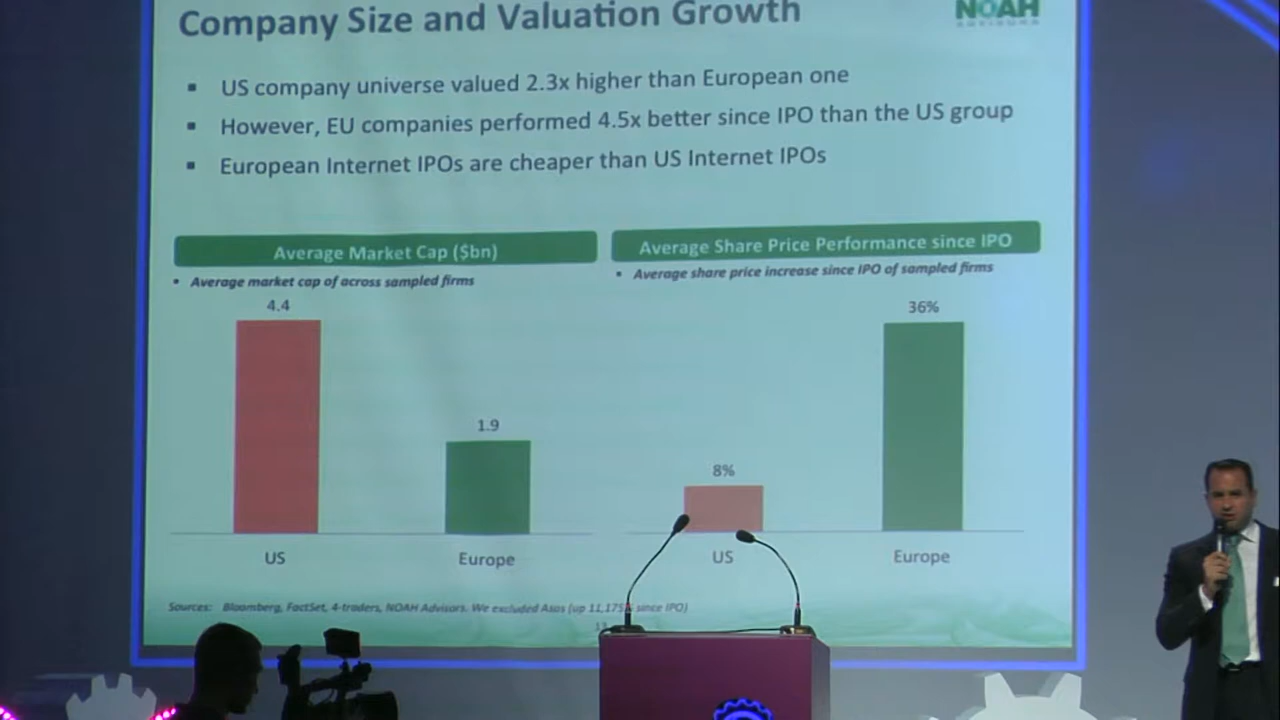 Company Size and Valuation Growth
NOAH
ADVISORS
▪ US company universe valued 2.3x higher than European one
▪ However, EU companies performed 4.5x better since IPO than the US group
▪ European Internet IPOs are cheaper than US Internet IPOs
Average Market Cap ($bn)
Average Share Price Performance since IPO
▪ Average market cap of across sampled firms
▪ Average share price increase since IPO of sampled firms
4.4
36%
1.9
8%
US
Europe
US
Europe
Sources: Bloomberg, FactSet, 4-traders, NOAH Advisors. We excluded Asos (up 11,175% since IPO)